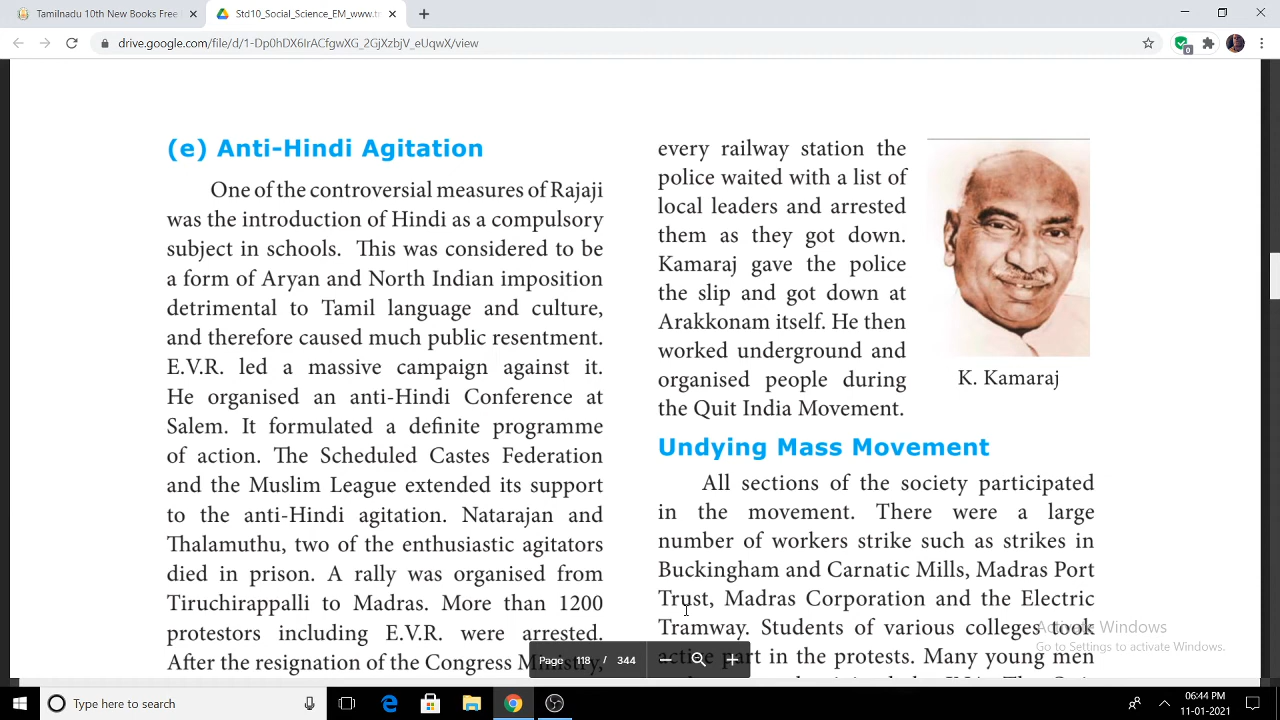 Tamilnadu 10th New Books Free
Std10_Social_Science_EM_www.t
drive.google.com/file/d/1-Dp0hDX6IrACfgwXG_2GjXzbjV_eUqwX/view
(e) Anti-Hindi Agitation
One of the controversial measures of Rajaji
was the introduction of Hindi as a compulsory
subject in schools. This was considered to be
a form of Aryan and North Indian imposition
detrimental to Tamil language and culture,
and therefore caused much public resentment.
E.V.R. led a massive campaign against it.
He organised an anti-Hindi Conference at
Salem. It formulated a definite programme
of action. The Scheduled Castes Federation
and the Muslim League extended its support
to the anti-Hindi agitation. Natarajan and
Thalamuthu, two of the enthusiastic agitators
died in prison. A rally was organised from
Tiruchirappalli to Madras. More than 1200
protestors including E.V.R. were arrested.
After the resignation of the Congress Ministry,
every railway station the
police waited with a list of
local leaders and arrested
them as they got down.
Kamaraj gave the police
the slip and got down at
Arakkonam itself. He then
worked underground and
organised people during
the Quit India Movement.
K. Kamaraj
Undying Mass Movement
All sections of the society participated
in the movement. There were a large
number of workers strike such as strikes in
Buckingham and Carnatic Mills, Madras Port
Trust, Madras Corporation and the Electric
Tramway. Students of various colleges took
active part in the protests. Many young men
Activate Windows
Go to Settings to activate Windows.
Page 118 / 344
Type here to search
06:44 PM
11-01-2021